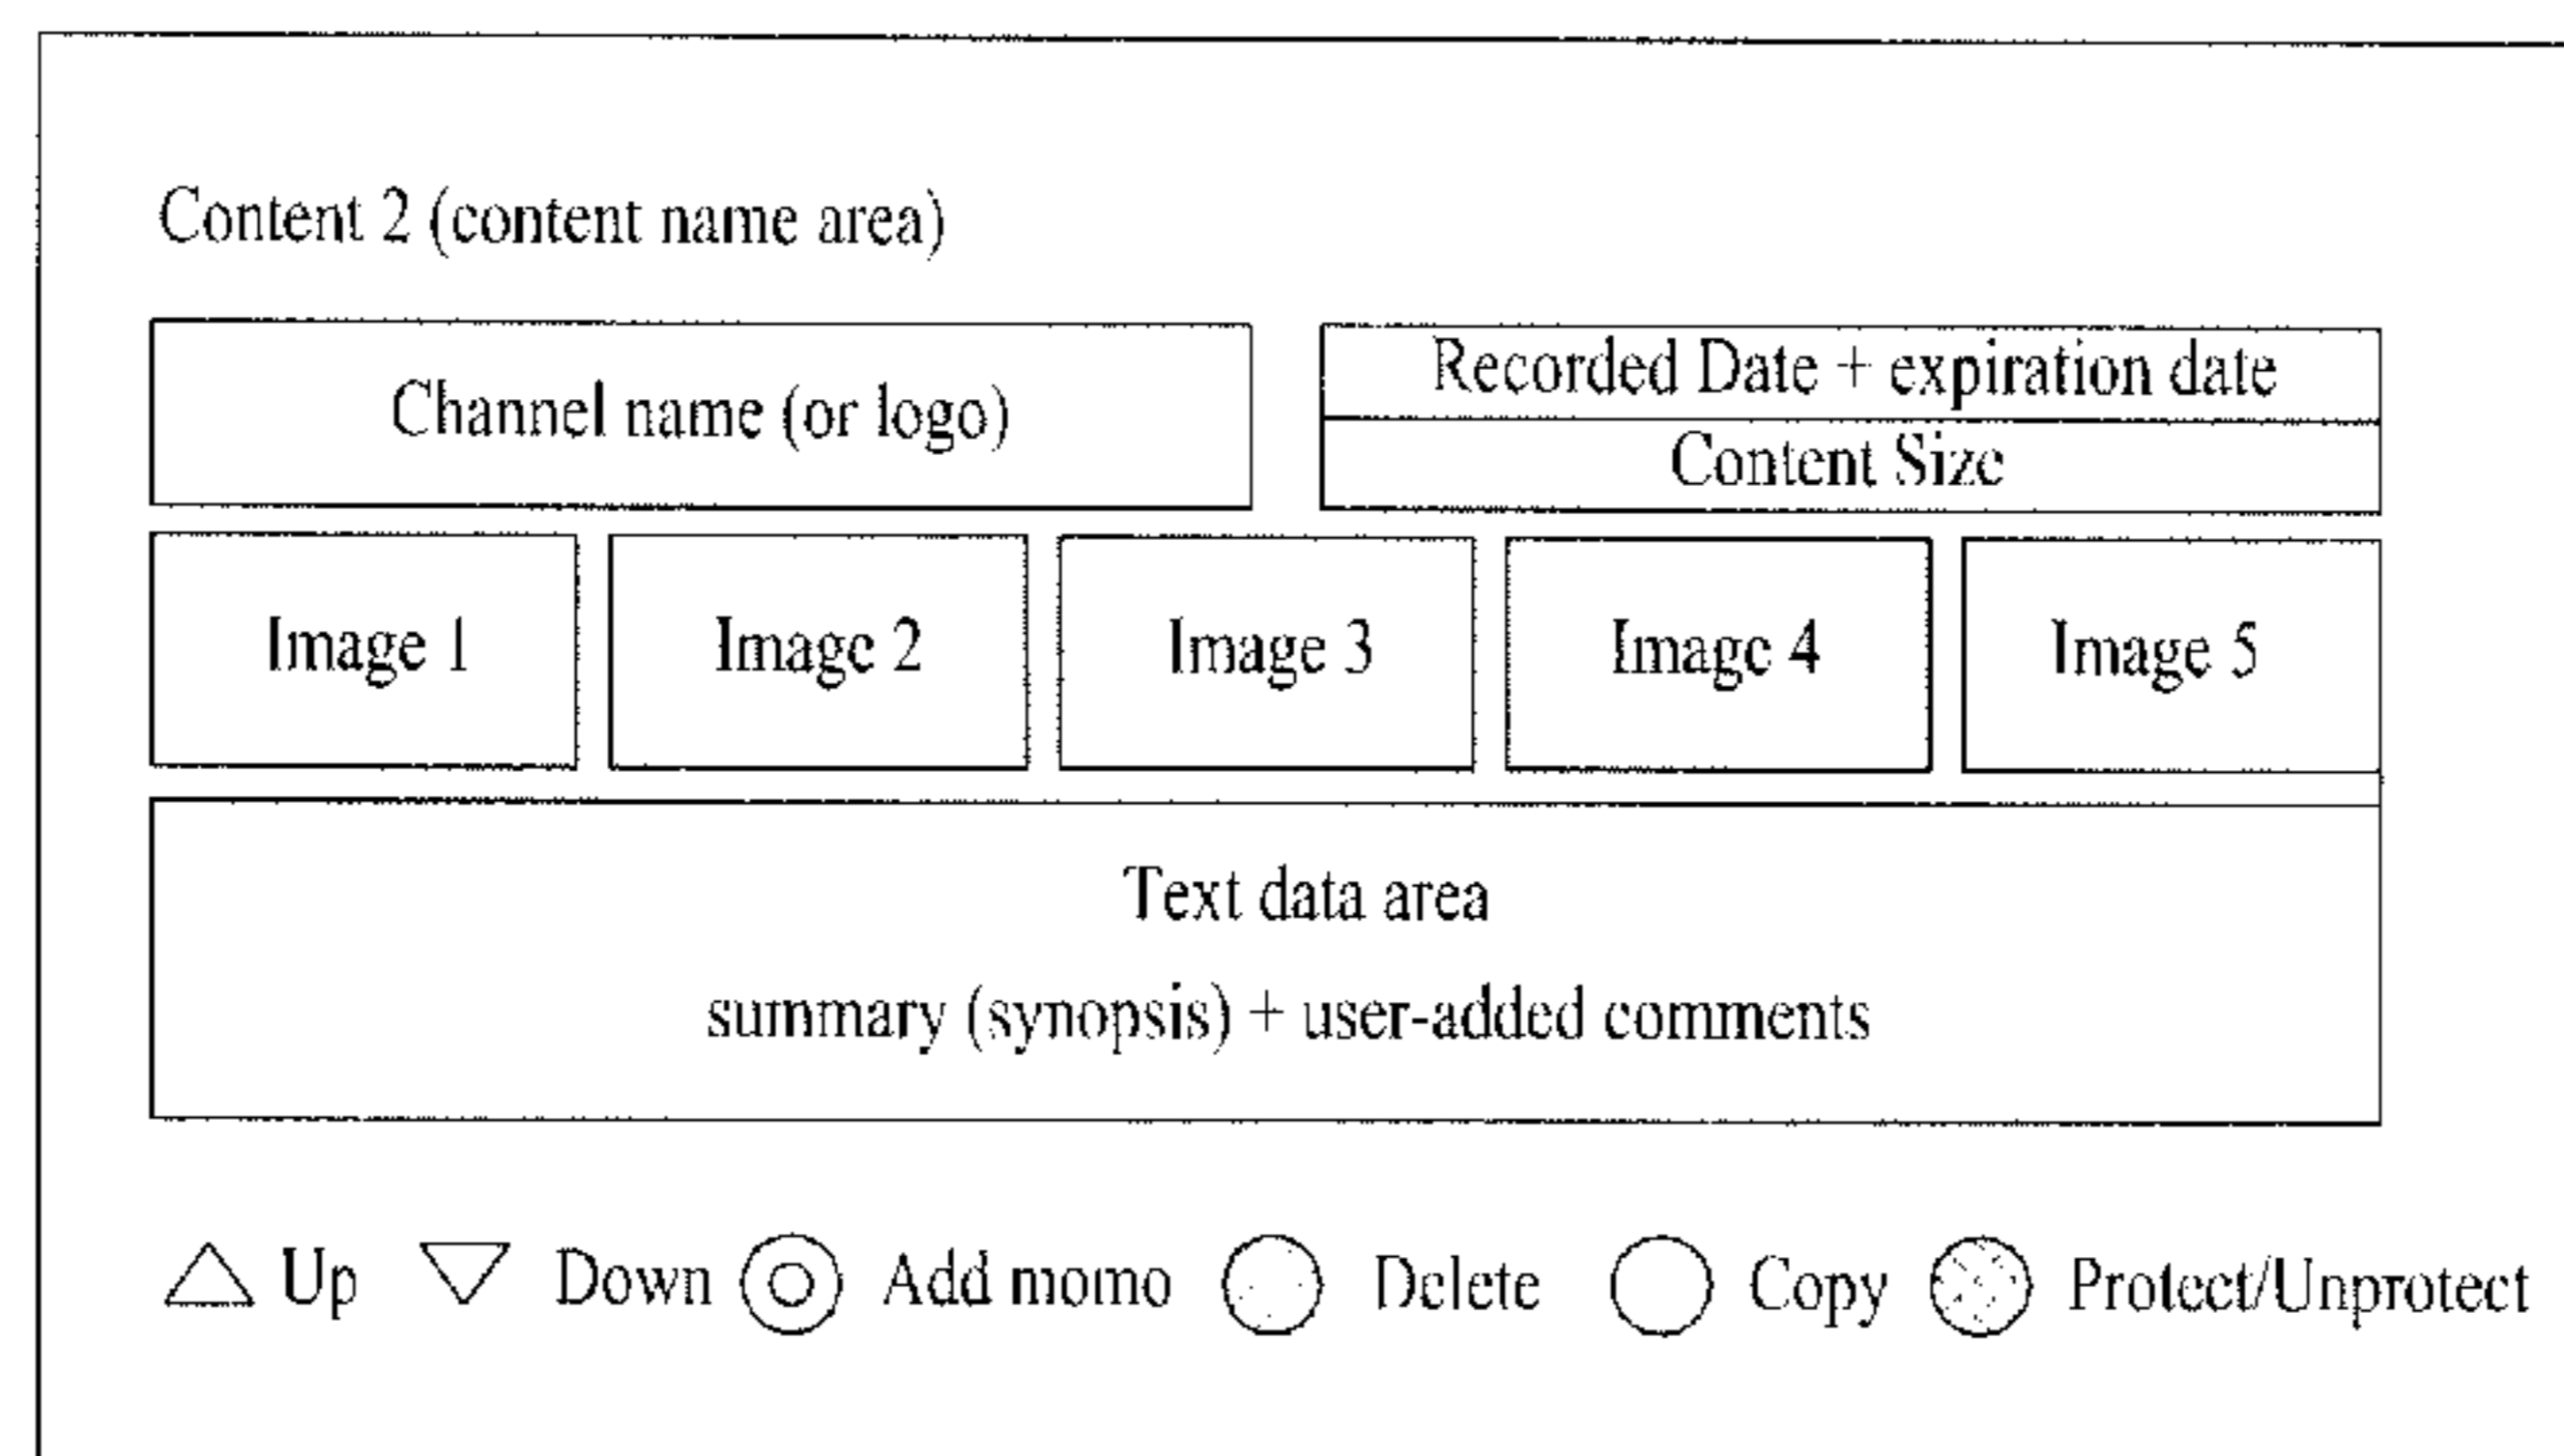 Content 2 (content name area)
Channel name (or logo)
Recorded Date + expiration date
Content Size
Image 1
Image 2
Image 3
Image 4
Image 5
Text data area
summary (synopsis) + user-added comments
Up
Down
Add momo
Delete
Copy
Protect/Unprotect